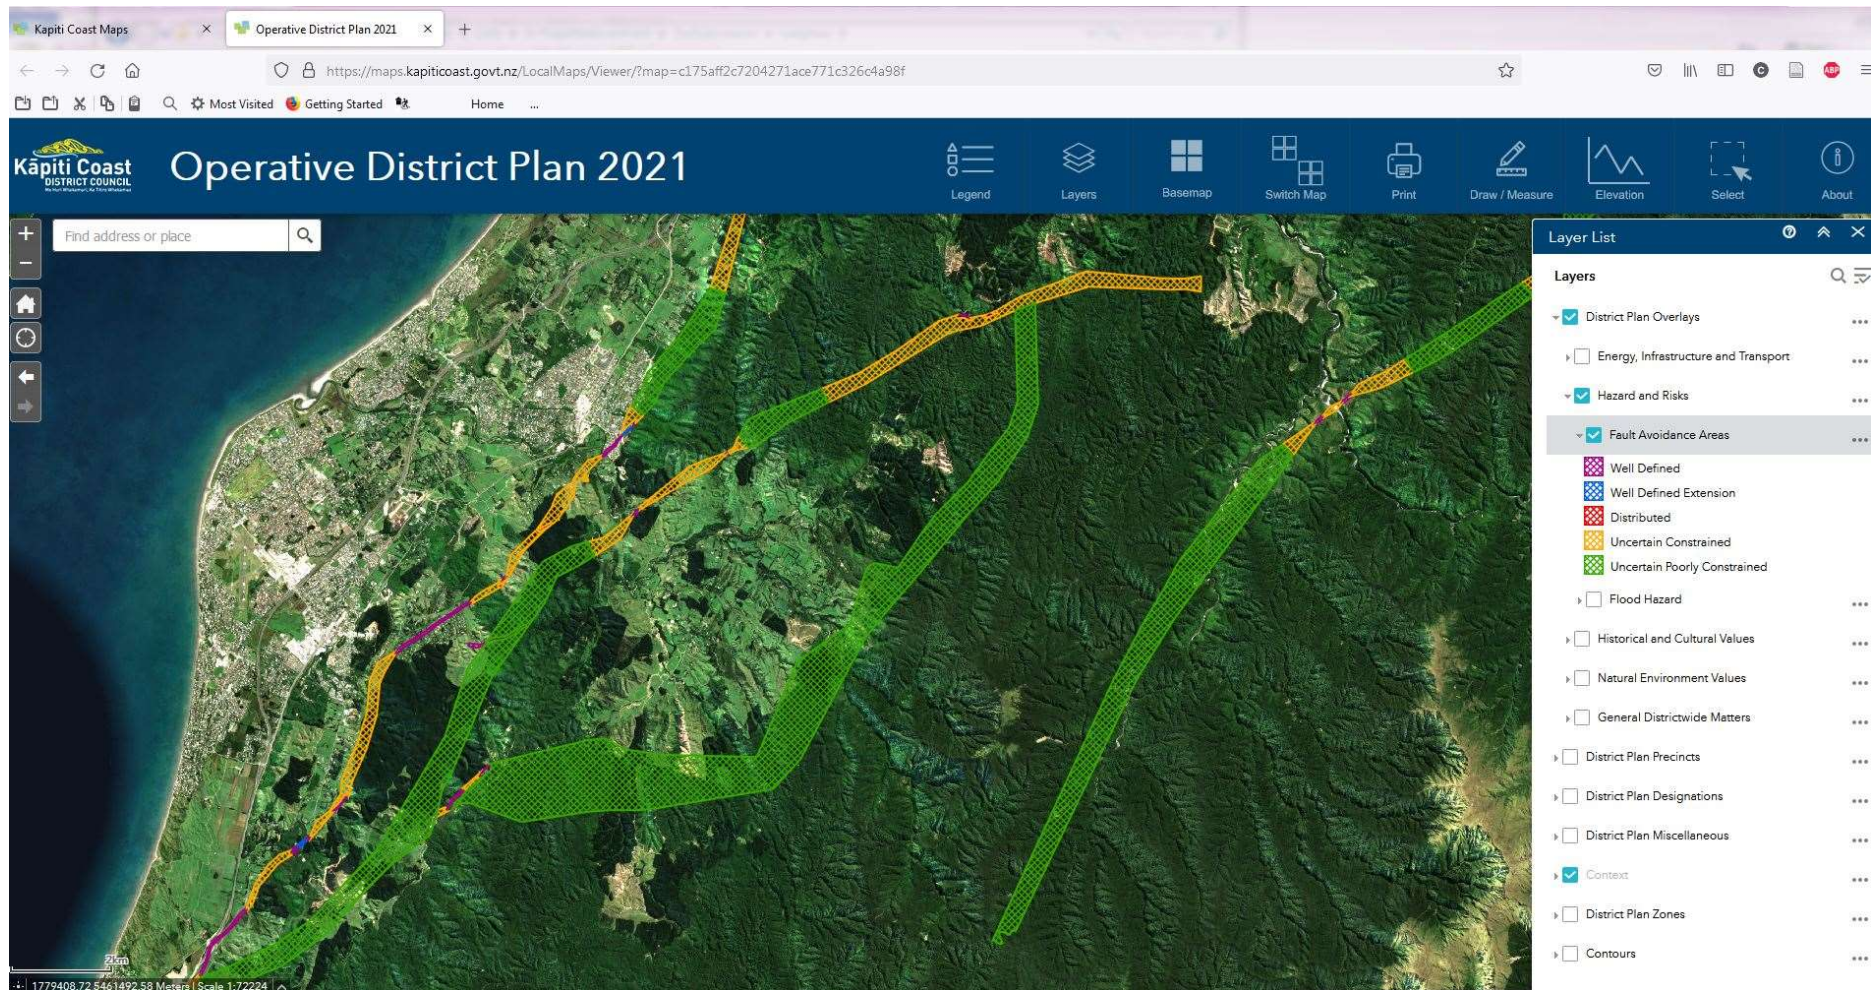 Kapiti Coast Maps
Operative District Plan 2021
https://maps.kapiticoast.govt.nz/LocalMaps/Viewer/?map=c175aff2c7204271ace771c326c4a98f
ABP
Most Visited
Getting Started
Home
...
Kāpiti Coast
DISTRICT COUNCIL
Operative District Plan 2021
Legend
Layers
Basemap
Switch Map
Print
Draw / Measure
Elevation
Select
About
Find address or place
Layer List
Layers
District Plan Overlays
Energy, Infrastructure and Transport
Hazard and Risks
Fault Avoidance Areas
Well Defined
Well Defined Extension
Distributed
Uncertain Constrained
Uncertain Poorly Constrained
Flood Hazard
Historical and Cultural Values
Natural Environment Values
General Districtwide Matters
District Plan Precincts
District Plan Designations
District Plan Miscellaneous
Context
District Plan Zones
Contours
2km
1779408.72 5461492.58 Meters | Scale 1:72224